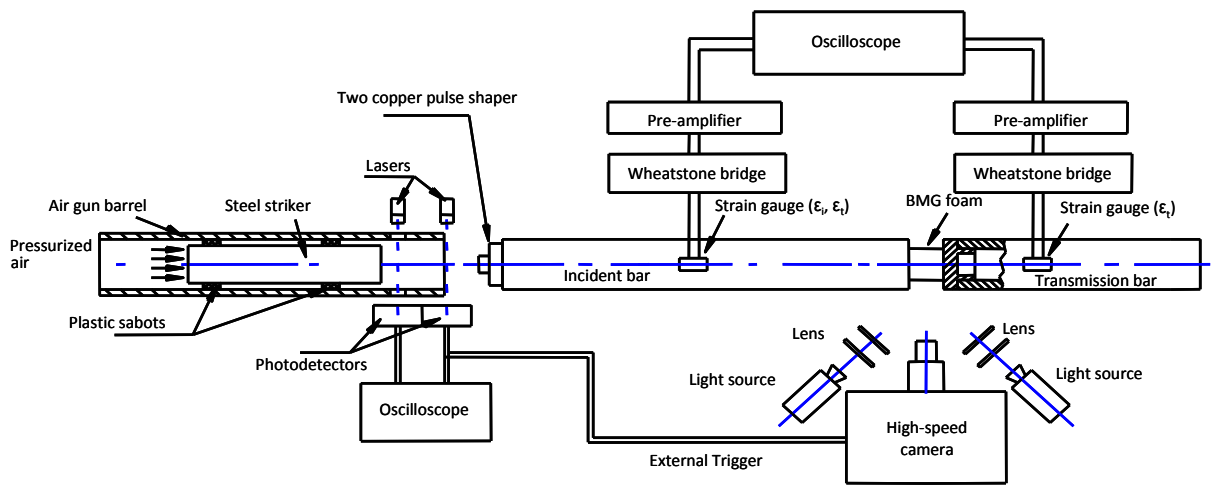 Oscilloscope
Two copper pulse shaper
Pre-amplifier
Pre-amplifier
Lasers
Wheatstone bridge
Wheatstone bridge
Air gun barrel
Steel striker
Strain gauge (εi, εt)
BMG foam
Strain gauge (εt)
Pressurized
air
Incident bar
Transmission bar
Plastic sabots
Photodetectors
Lens
Lens
Light source
Light source
Oscilloscope
High-speed
camera
External Trigger